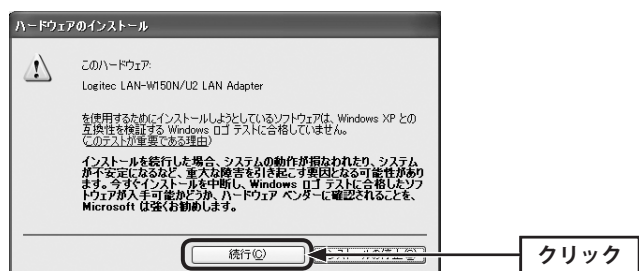 ハードウェアのインストール
このハードウェア:
Logitec LAN-W150N/U2 LAN Adapter
を使用するためにインストールしようとしているソフトウェアは、Windows XP との
互換性を検証する Windows ロゴ テストに合格していません。
(このテストが重要である理由)
インストールを続行した場合、システムの動作が損なわれたり、システム
が不安定になるなど、重大な障害を引き起こす要因となる可能性があり
ます。今すぐインストールを中断し、Windows ロゴ テストに合格したソフ
トウェアが入手可能かどうか、ハードウェア ベンダーに確認されることを、
Microsoft は強くお勧めします。
続行(C)
クリック